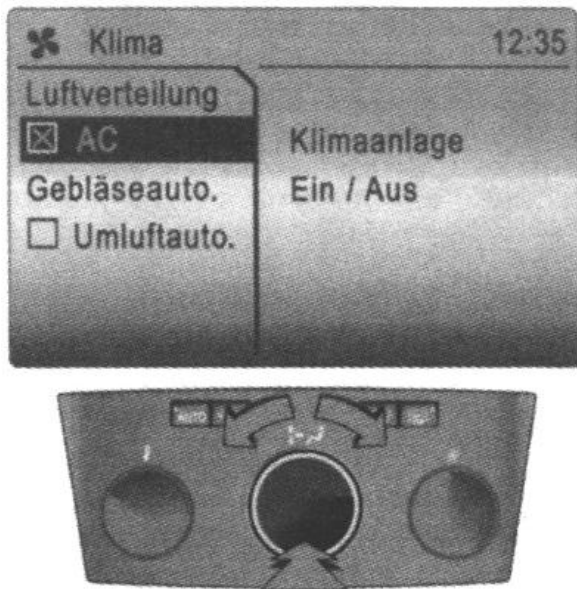 Klima 12:35
Luftverteilung
AC
Klimaanlage
Gebläseauto.
Ein / Aus
Umluftauto.
AUTO